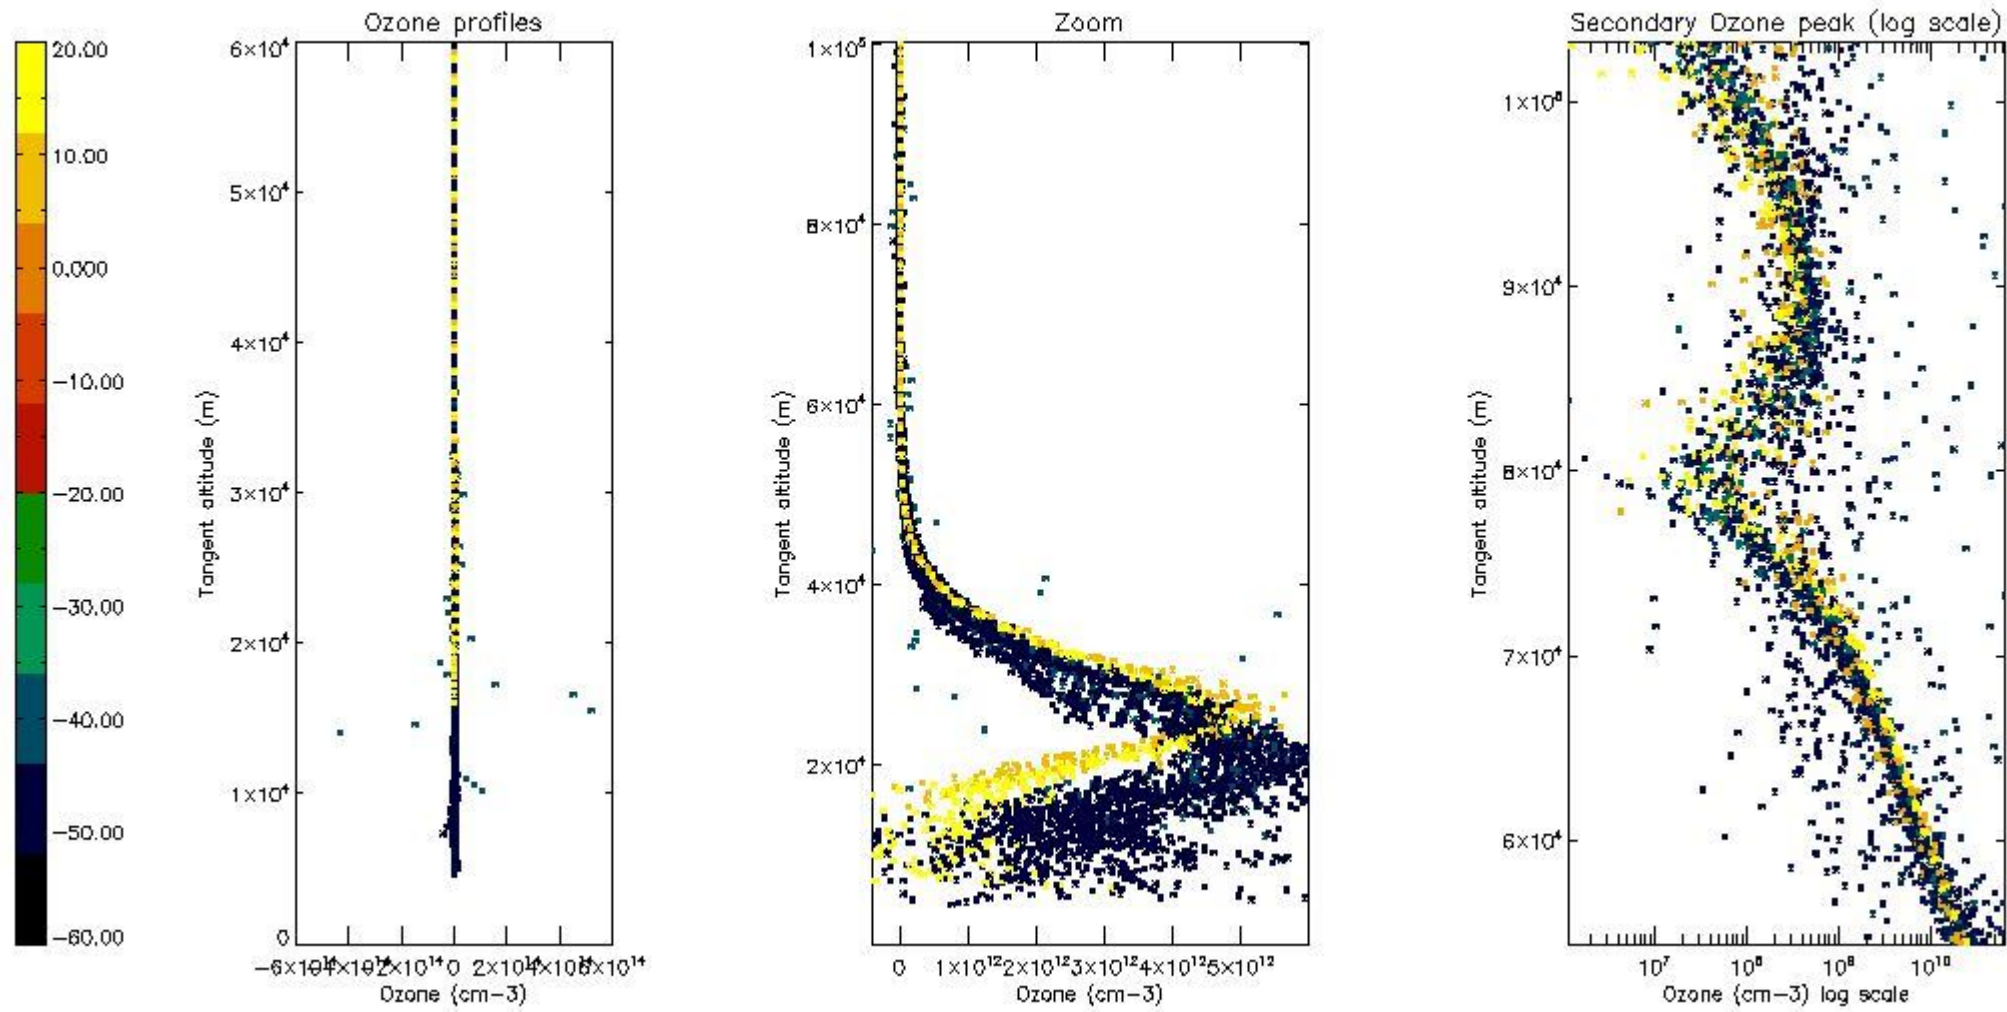 Ozone profiles
Zoom
Secondary Ozone peak (log scale)
20.00
10.00
0.000
−10.00
−20.00
−30.00
−40.00
−50.00
−60.00
6×10⁴
5×10⁴
4×10⁴
3×10⁴
2×10⁴
1×10⁴
0
Tangent altitude (m)
0 2×10¹⁴
Ozone (cm−3)
1×10⁵
8×10⁴
6×10⁴
4×10⁴
2×10⁴
Tangent altitude (m)
0 1×10¹² 2×10¹² 3×10¹² 4×10¹² 5×10¹²
Ozone (cm−3)
9×10⁴
8×10⁴
7×10⁴
6×10⁴
Tangent altitude (m)
10⁷ 10⁸ 10⁹ 10¹⁰
Ozone (cm−3) log scale